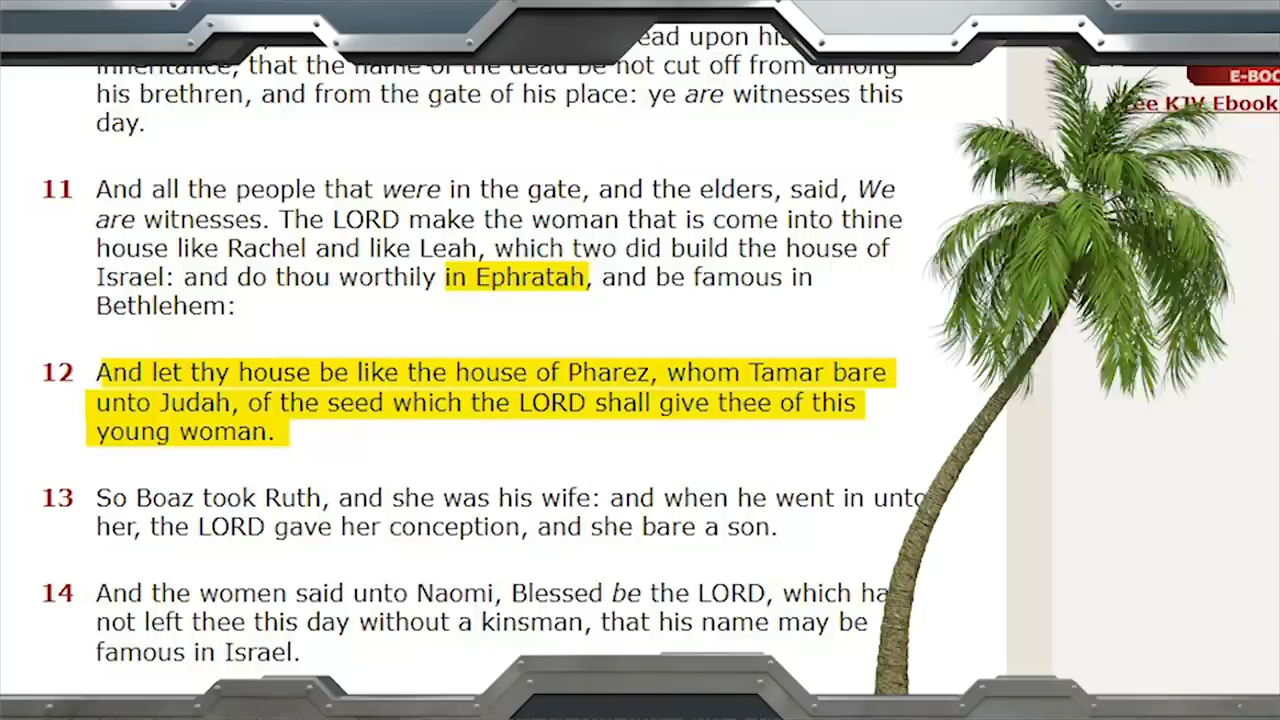 ead upon his
inheritance, that the name of the dead be not cut off from among
his brethren, and from the gate of his place: ye are witnesses this
day.
11 And all the people that were in the gate, and the elders, said, We
are witnesses. The LORD make the woman that is come into thine
house like Rachel and like Leah, which two did build the house of
Israel: and do thou worthily in Ephratah, and be famous in
Bethlehem:
12 And let thy house be like the house of Pharez, whom Tamar bare
unto Judah, of the seed which the LORD shall give thee of this
young woman.
13 So Boaz took Ruth, and she was his wife: and when he went in unto
her, the LORD gave her conception, and she bare a son.
14 And the women said unto Naomi, Blessed be the LORD, which ha
not left thee this day without a kinsman, that his name may be
famous in Israel.
E-BOO
ee KJV Ebook